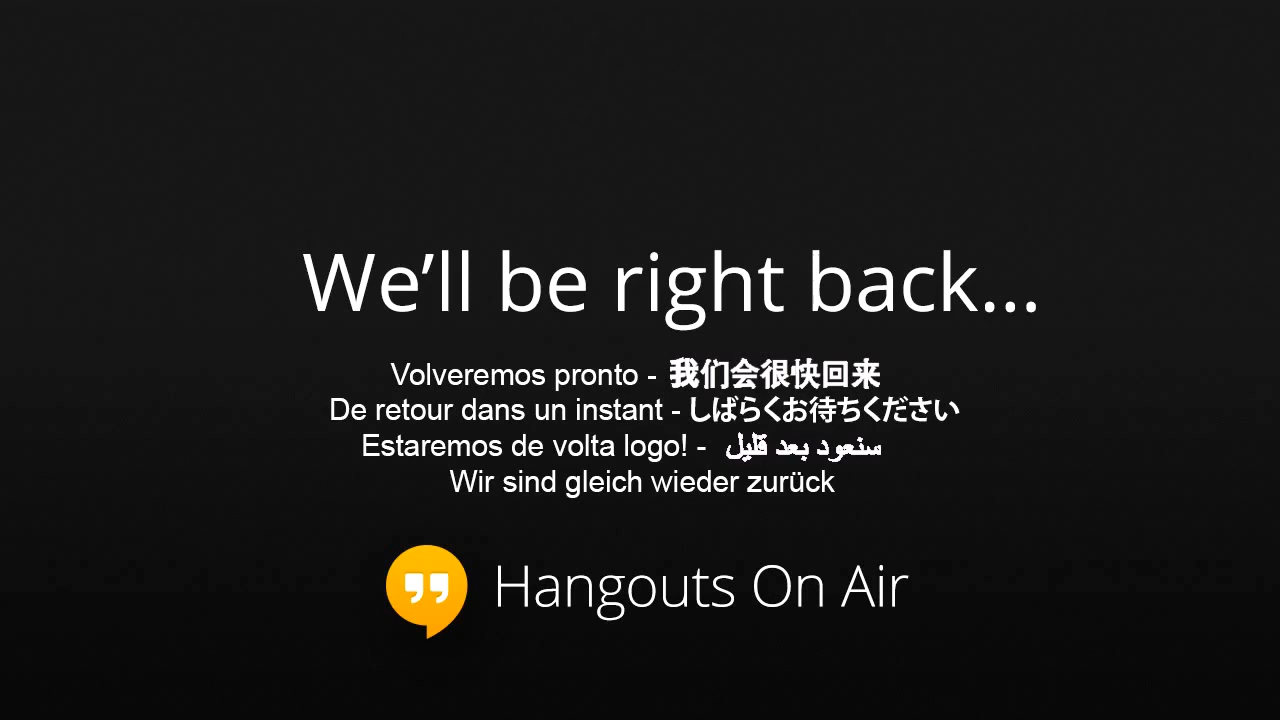 We’ll be right back...
Volveremos pronto - 我们会很快回来
De retour dans un instant - しばらくお待ちください
Estaremos de volta logo! - سنعود بعد قليل
Wir sind gleich wieder zurück
Hangouts On Air